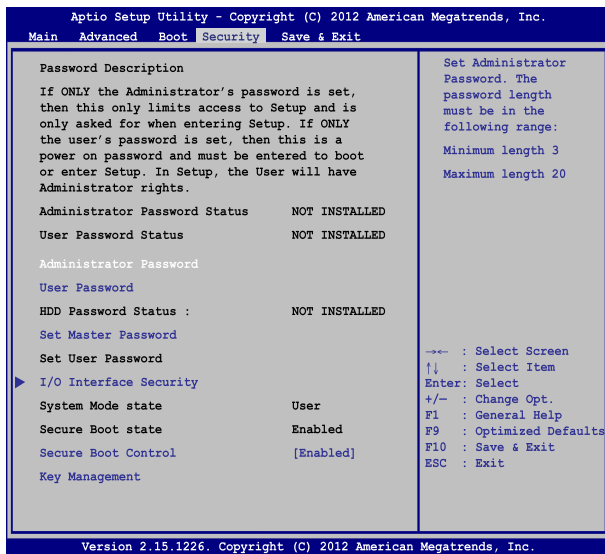 Aptio Setup Utility - Copyright (C) 2012 American Megatrends, Inc.
Main Advanced Boot Security Save & Exit
Password Description
If ONLY the Administrator's password is set,
then this only limits access to Setup and is
only asked for when entering Setup. If ONLY
the user's password is set, then this is a
power on password and must be entered to boot
or enter Setup. In Setup, the User will have
Administrator rights.
Administrator Password Status NOT INSTALLED
User Password Status NOT INSTALLED
Administrator Password
User Password
HDD Password Status : NOT INSTALLED
Set Master Password
Set User Password
I/O Interface Security
System Mode state User
Secure Boot state Enabled
Secure Boot Control [Enabled]
Key Management
Set Administrator
Password. The
password length
must be in the
following range:
Minimum length 3
Maximum length 20
→← : Select Screen
↑↓ : Select Item
Enter: Select
+/— : Change Opt.
F1 : General Help
F9 : Optimized Defaults
F10 : Save & Exit
ESC : Exit
Version 2.15.1226. Copyright (C) 2012 American Megatrends, Inc.